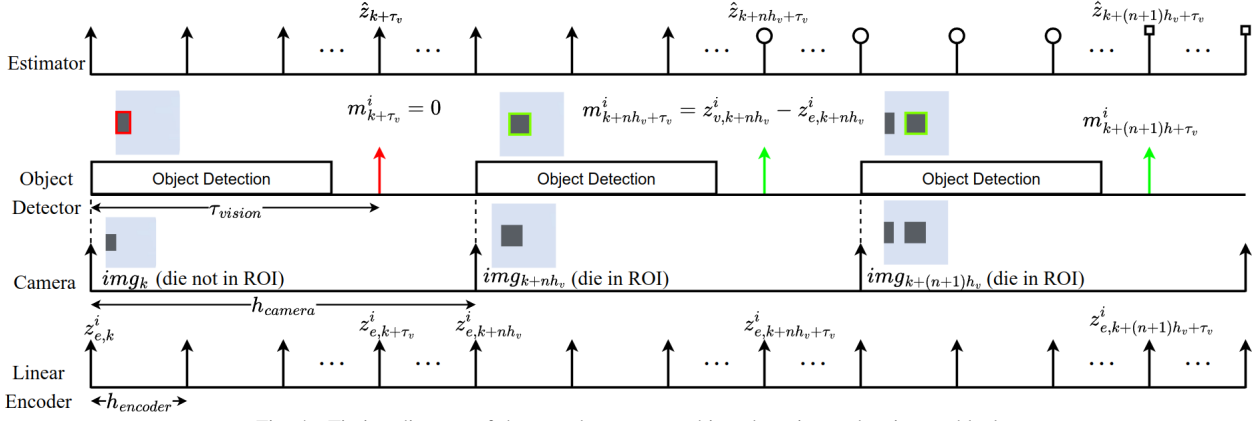 ẑ_{k+τ_v} ẑ_{k+nh_v+τ_v} ẑ_{k+(n+1)h_v+τ_v}
Estimator ... ... ... ... ...
m^i_{k+τ_v} = 0 m^i_{k+nh_v+τ_v} = z^i_{v,k+nh_v} − z^i_{e,k+nh_v} m^i_{k+(n+1)h+τ_v}
Object Detection Object Detection Object Detection
Object
Detector
τ_{vision}
Camera
img_k (die not in ROI) img_{k+nh_v} (die in ROI) img_{k+(n+1)h_v} (die in ROI)
h_{camera}
z^i_{e,k} z^i_{e,k+τ_v} z^i_{e,k+nh_v} z^i_{e,k+nh_v+τ_v} z^i_{e,k+(n+1)h_v+τ_v}
... ... ... ... ...
Linear
Encoder
h_{encoder}